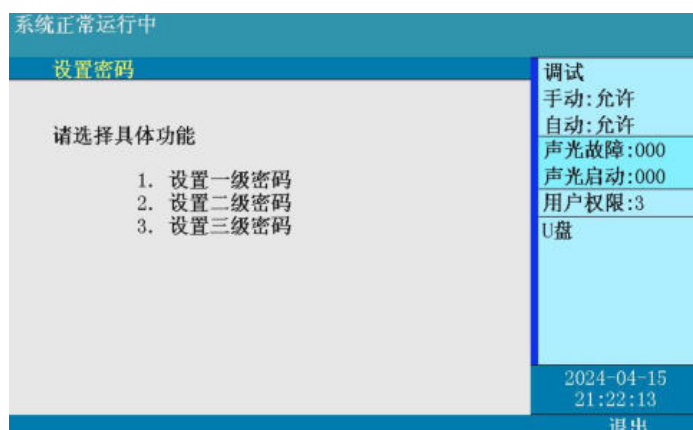 系统正常运行中
设置密码
诸选择具体功能
1. 设置一级密码
2. 设置二级密码
3. 设置三级密码
调试
手动:允许
自动:允许
声光故障:000
声光启动:000
用户权限:3
U盘
2024-04-15
21:22:13
退出